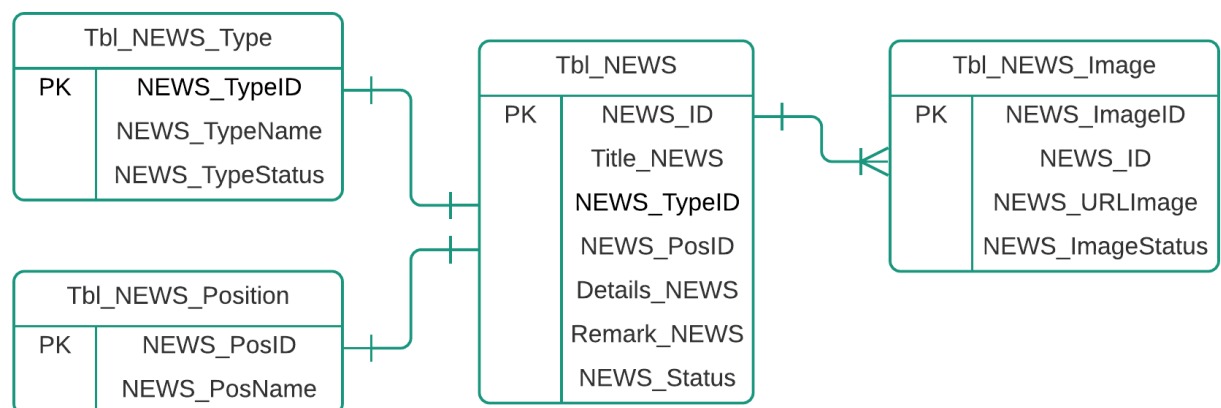 Tbl_NEWS_Type
PK NEWS_TypeID
NEWS_TypeName
NEWS_TypeStatus
Tbl_NEWS_Position
PK NEWS_PosID
NEWS_PosName
Tbl_NEWS
PK NEWS_ID
Title_NEWS
NEWS_TypeID
NEWS_PosID
Details_NEWS
Remark_NEWS
NEWS_Status
Tbl_NEWS_Image
PK NEWS_ImageID
NEWS_ID
NEWS_URLImage
NEWS_ImageStatus